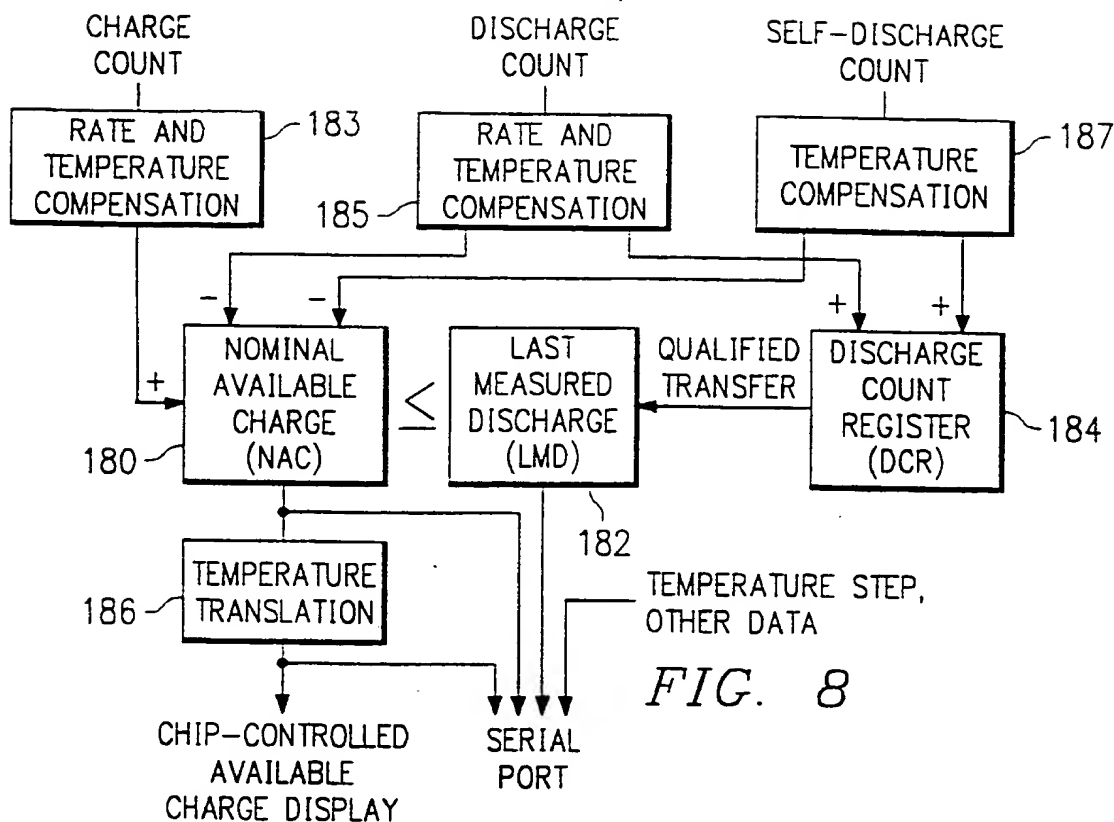 CHARGE
COUNT
DISCHARGE
COUNT
SELF-DISCHARGE
COUNT
RATE AND
TEMPERATURE
COMPENSATION
183
RATE AND
TEMPERATURE
COMPENSATION
185
TEMPERATURE
COMPENSATION
187
-
-
+
+
+
NOMINAL
AVAILABLE
CHARGE
(NAC)
180
≤
LAST
MEASURED
DISCHARGE
(LMD)
182
QUALIFIED
TRANSFER
DISCHARGE
COUNT
REGISTER
(DCR)
184
TEMPERATURE
TRANSLATION
186
TEMPERATURE STEP,
OTHER DATA
FIG. 8
CHIP-CONTROLLED
AVAILABLE
CHARGE DISPLAY
SERIAL
PORT